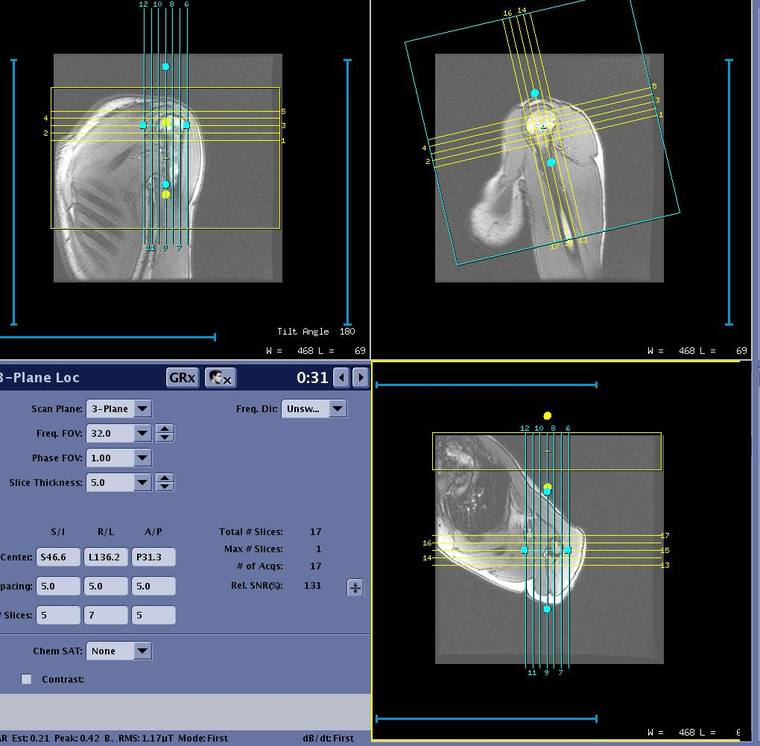 12 10 8 6
5
4
3
2
1
11 9 7
Tilt Angle 180
W = 468 L = 69
16 14
5
3
1
4
2
17 13
W = 468 L = 69
3-Plane Loc GRx 0:31
Scan Plane: 3-Plane Freq. Dir: Unsw...
Freq. FOV: 32.0
Phase FOV: 1.00
Slice Thickness: 5.0
S/I R/L A/P Total # Slices: 17
Max # Slices: 1
Center: S46.6 L136.2 P31.3 # of Acqs: 17
pacing: 5.0 5.0 5.0 Rel. SNR(%): 131
Slices: 5 7 5
Chem SAT: None
Contrast:
AR Est: 0.21 Peak: 0.42 B. RMS: 1.17µT Mode: First dB/dt: First
12 10 8 6
17
16
15
14
13
11 9 7
W = 468 L = 6